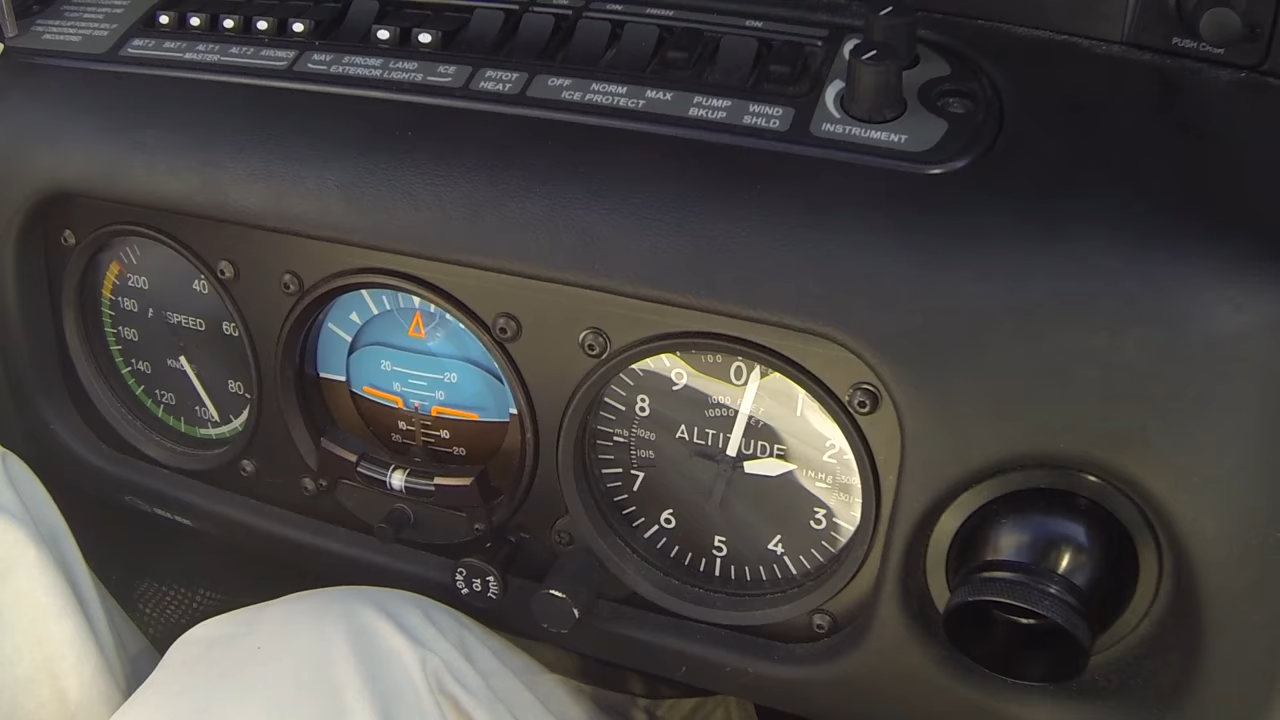 ON HIGH ON
PUSH
BAT 2 BAT 1 ALT 1 ALT 2 AVIONICS
MASTER
NAV STROBE LAND ICE
EXTERIOR LIGHTS
PITOT
HEAT
OFF NORM MAX PUMP WIND
ICE PROTECT BKUP SHLD
INSTRUMENT
200 40
180 60
SPEED
160
140 80
120 100
20 20
10 10
10 10
20 20
100
0 1 2 3 4 5 6 7 8 9
1000 FEET
10000 FEET
ALTITUDE
mb 1020
1015
IN.Hg
301
PULL
TO
CAGE